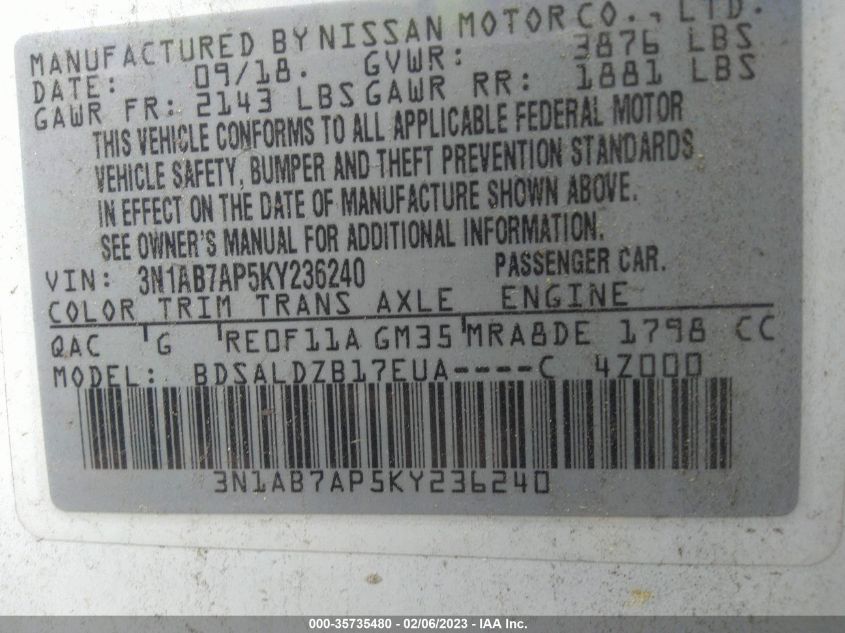 MANUFACTURED BY NISSAN MOTOR CO., LTD.
DATE: 09/18. GVWR: 3876 LBS
GAWR FR: 2143 LBS GAWR RR: 1881 LBS
THIS VEHICLE CONFORMS TO ALL APPLICABLE FEDERAL MOTOR
VEHICLE SAFETY, BUMPER AND THEFT PREVENTION STANDARDS
IN EFFECT ON THE DATE OF MANUFACTURE SHOWN ABOVE.
SEE OWNER'S MANUAL FOR ADDITIONAL INFORMATION.
VIN: 3N1AB7AP5KY236240 PASSENGER CAR.
COLOR TRIM TRANS AXLE ENGINE
QAC G RE0F11A GM35 MRA8DE 1798 CC
MODEL: BDSALDZB17EUA----C 4Z000
3N1AB7AP5KY236240
000-35735480 - 02/06/2023 - IAA Inc.